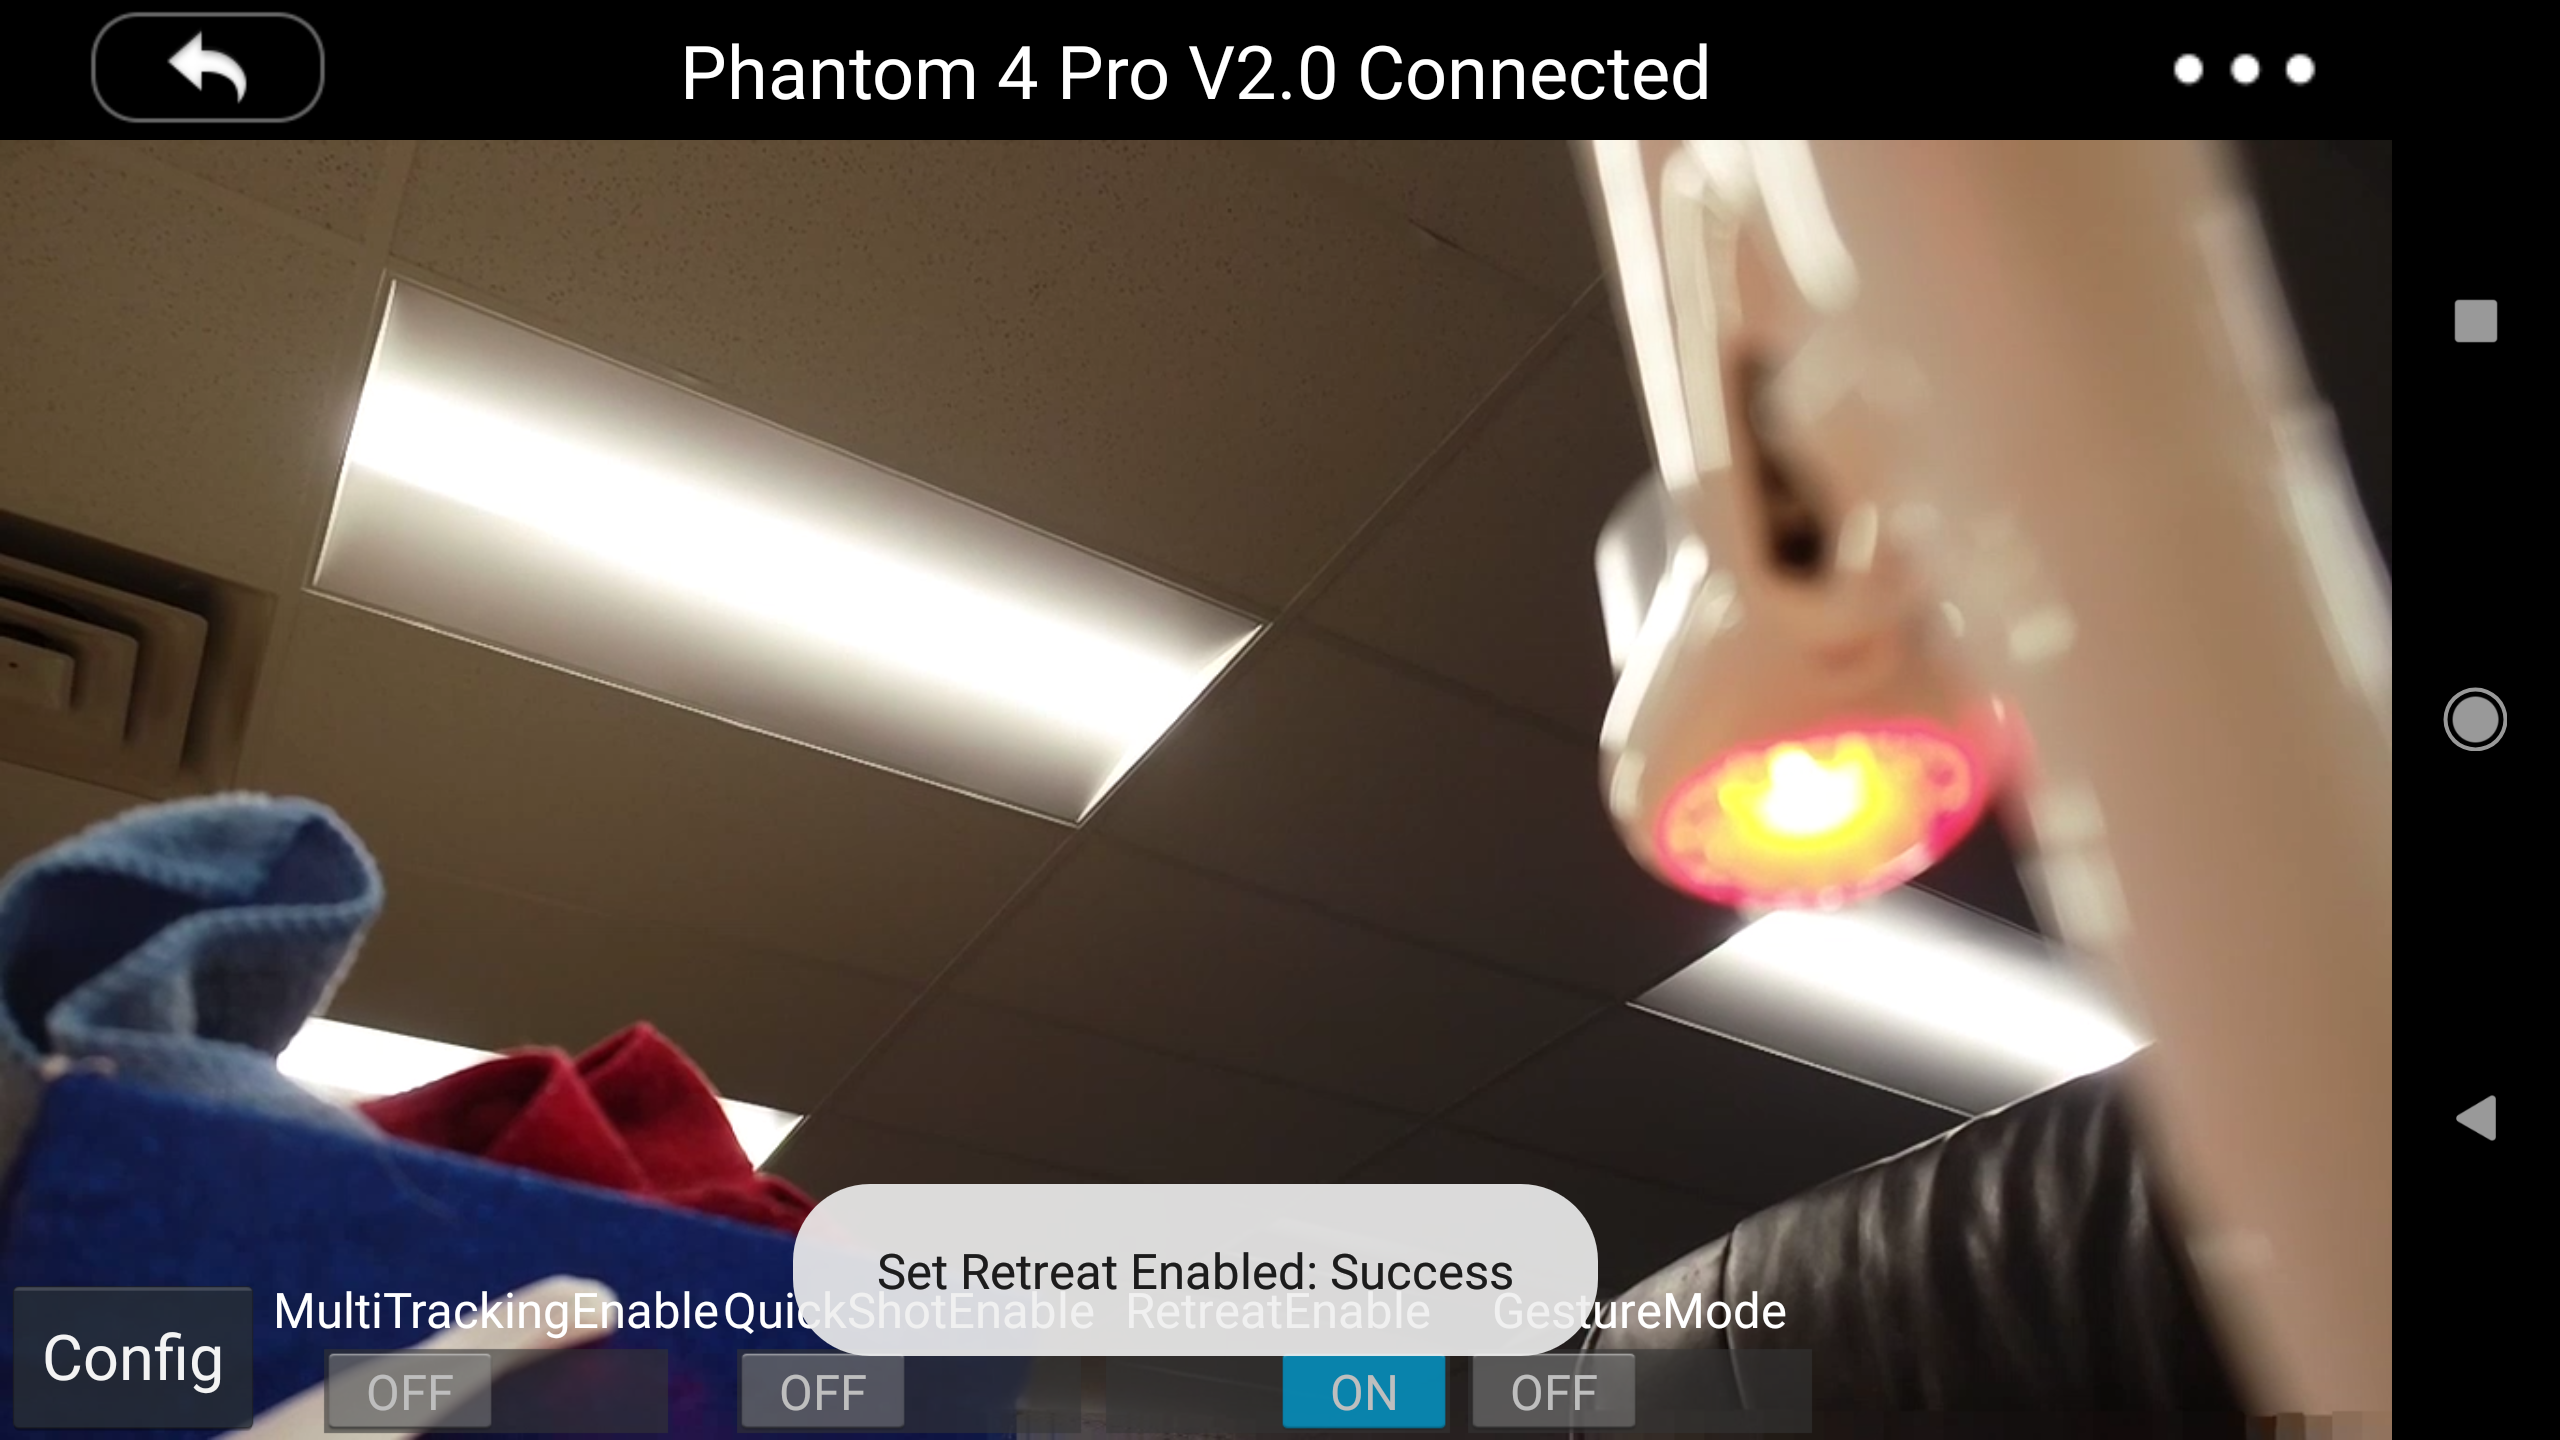 Phantom 4 Pro V2.0 Connected
Set Retreat Enabled: Success
MultiTrackingEnable QuickShotEnable RetreatEnable GestureMode
Config
OFF OFF ON OFF